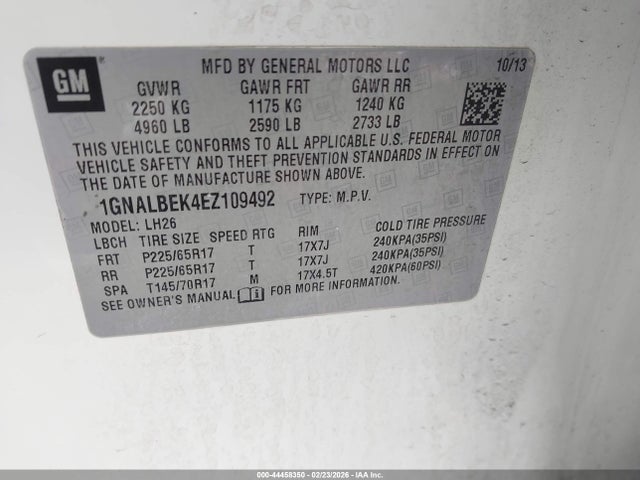 GM
MFD BY GENERAL MOTORS LLC 10/13
GVWR GAWR FRT GAWR RR
2250 KG 1175 KG 1240 KG
4960 LB 2590 LB 2733 LB
THIS VEHICLE CONFORMS TO ALL APPLICABLE U.S. FEDERAL MOTOR
VEHICLE SAFETY AND THEFT PREVENTION STANDARDS IN EFFECT ON
THE DATE OF MANUFACTURE SHOWN ABOVE.
1GNALBEK4EZ109492 TYPE: M.P.V.
MODEL: LH26
LBCH TIRE SIZE SPEED RTG RIM COLD TIRE PRESSURE
FRT P225/65R17 T 17X7J 240KPA(35PSI)
RR P225/65R17 T 17X7J 240KPA(35PSI)
SPA T145/70R17 M 17X4.5T 420KPA(60PSI)
SEE OWNER'S MANUAL FOR MORE INFORMATION.
000-44458350 - 02/23/2026 - IAAI.COM